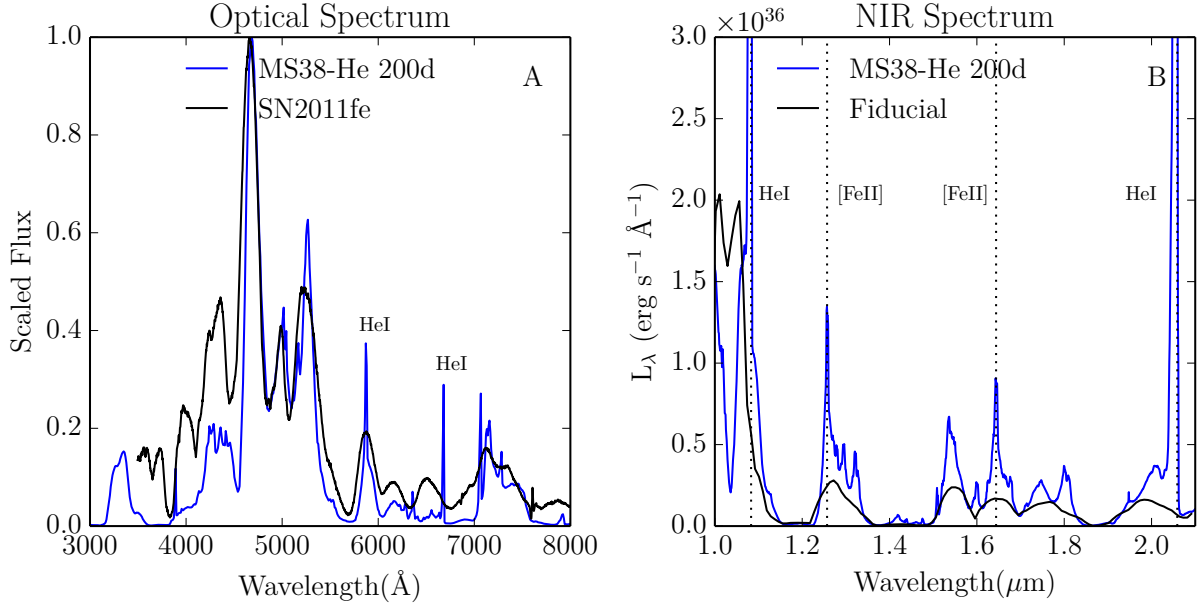 Optical Spectrum
MS38-He 200d
SN2011fe
A
HeI
HeI
Scaled Flux
0.0
0.2
0.4
0.6
0.8
1.0
3000 4000 5000 6000 7000 8000
Wavelength(Å)
NIR Spectrum
×10³⁶
MS38-He 200d
Fiducial
B
HeI
[FeII]
[FeII]
HeI
L_λ (erg s⁻¹ Å⁻¹)
0.0
0.5
1.0
1.5
2.0
2.5
3.0
1.0 1.2 1.4 1.6 1.8 2.0
Wavelength(μm)